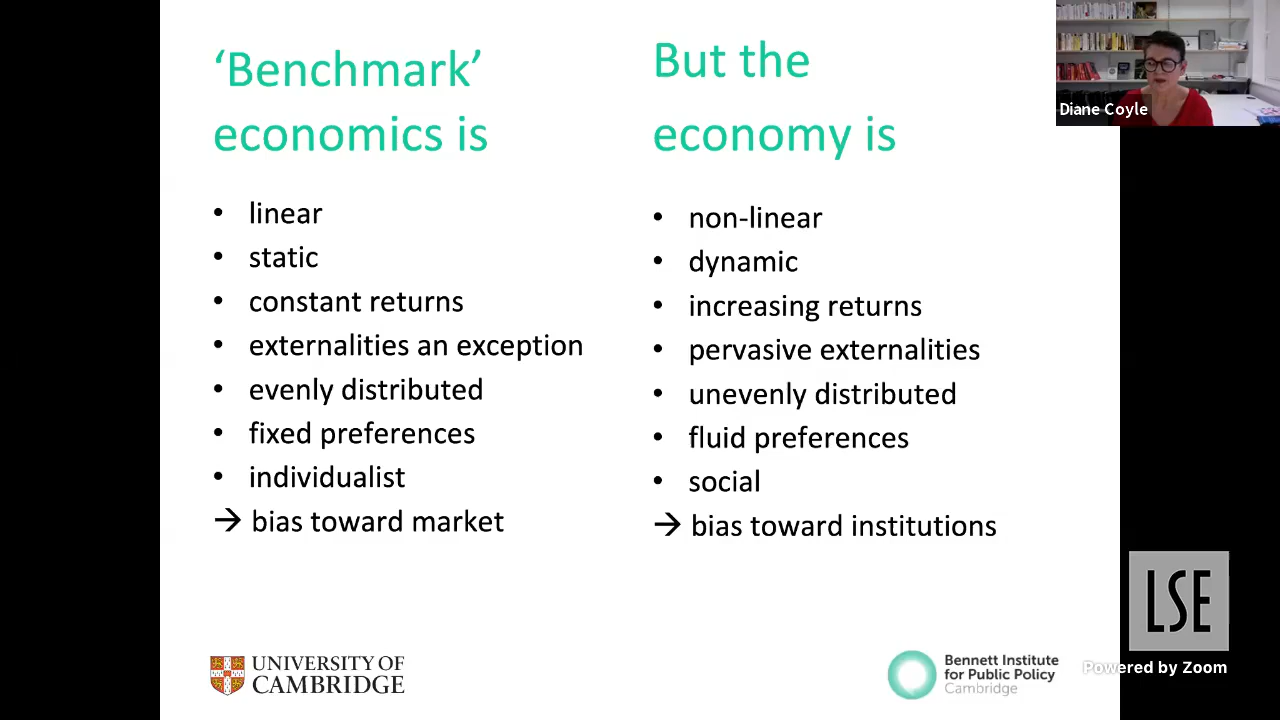 ‘Benchmark’
economics is
• linear
• static
• constant returns
• externalities an exception
• evenly distributed
• fixed preferences
• individualist
→ bias toward market
But the
economy is
• non-linear
• dynamic
• increasing returns
• pervasive externalities
• unevenly distributed
• fluid preferences
• social
→ bias toward institutions
Diane Coyle
UNIVERSITY OF
CAMBRIDGE
Bennett Institute
for Public Policy
Cambridge
LSE
Powered by Zoom